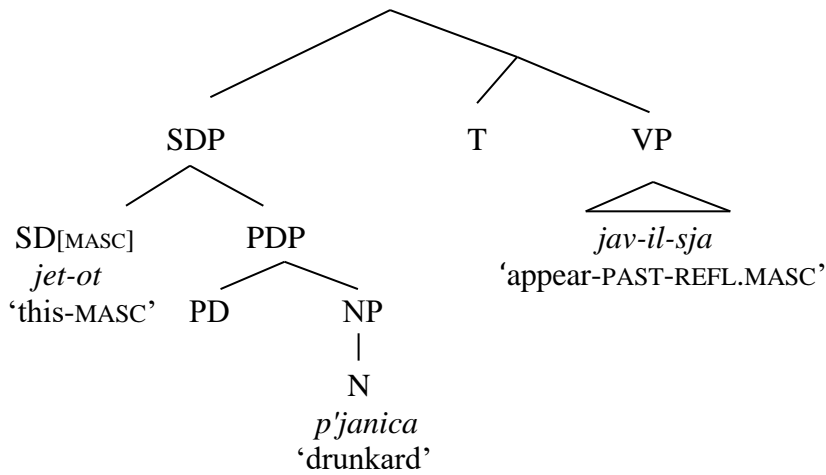 SDP T VP
SD[MASC] PDP jav-il-sja
jet-ot 'appear-PAST-REFL.MASC'
‘this-MASC’ PD NP
N
p'janica
‘drunkard’